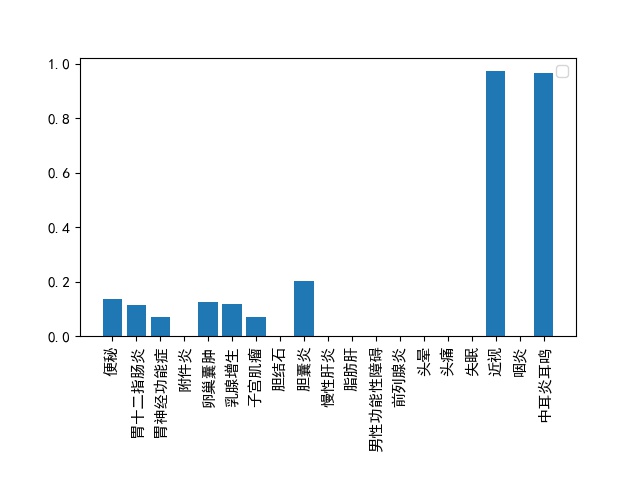 1.0
0.8
0.6
0.4
0.2
0.0
便秘
胃十二指肠炎
胃神经功能症
附件炎
卵巢囊肿
乳腺增生
子宫肌瘤
胆结石
胆囊炎
慢性肝炎
脂肪肝
男性功能性障碍
前列腺炎
头晕
头痛
失眠
近视
咽炎
中耳炎耳鸣